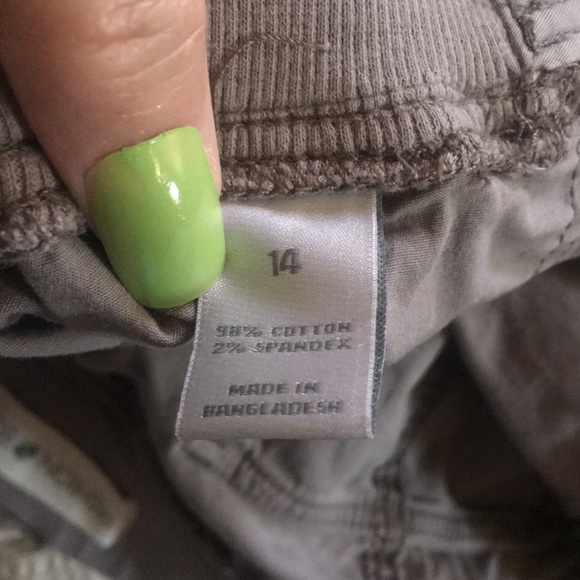 14
98% COTTON
2% SPANDEX
MADE IN
BANGLADESH